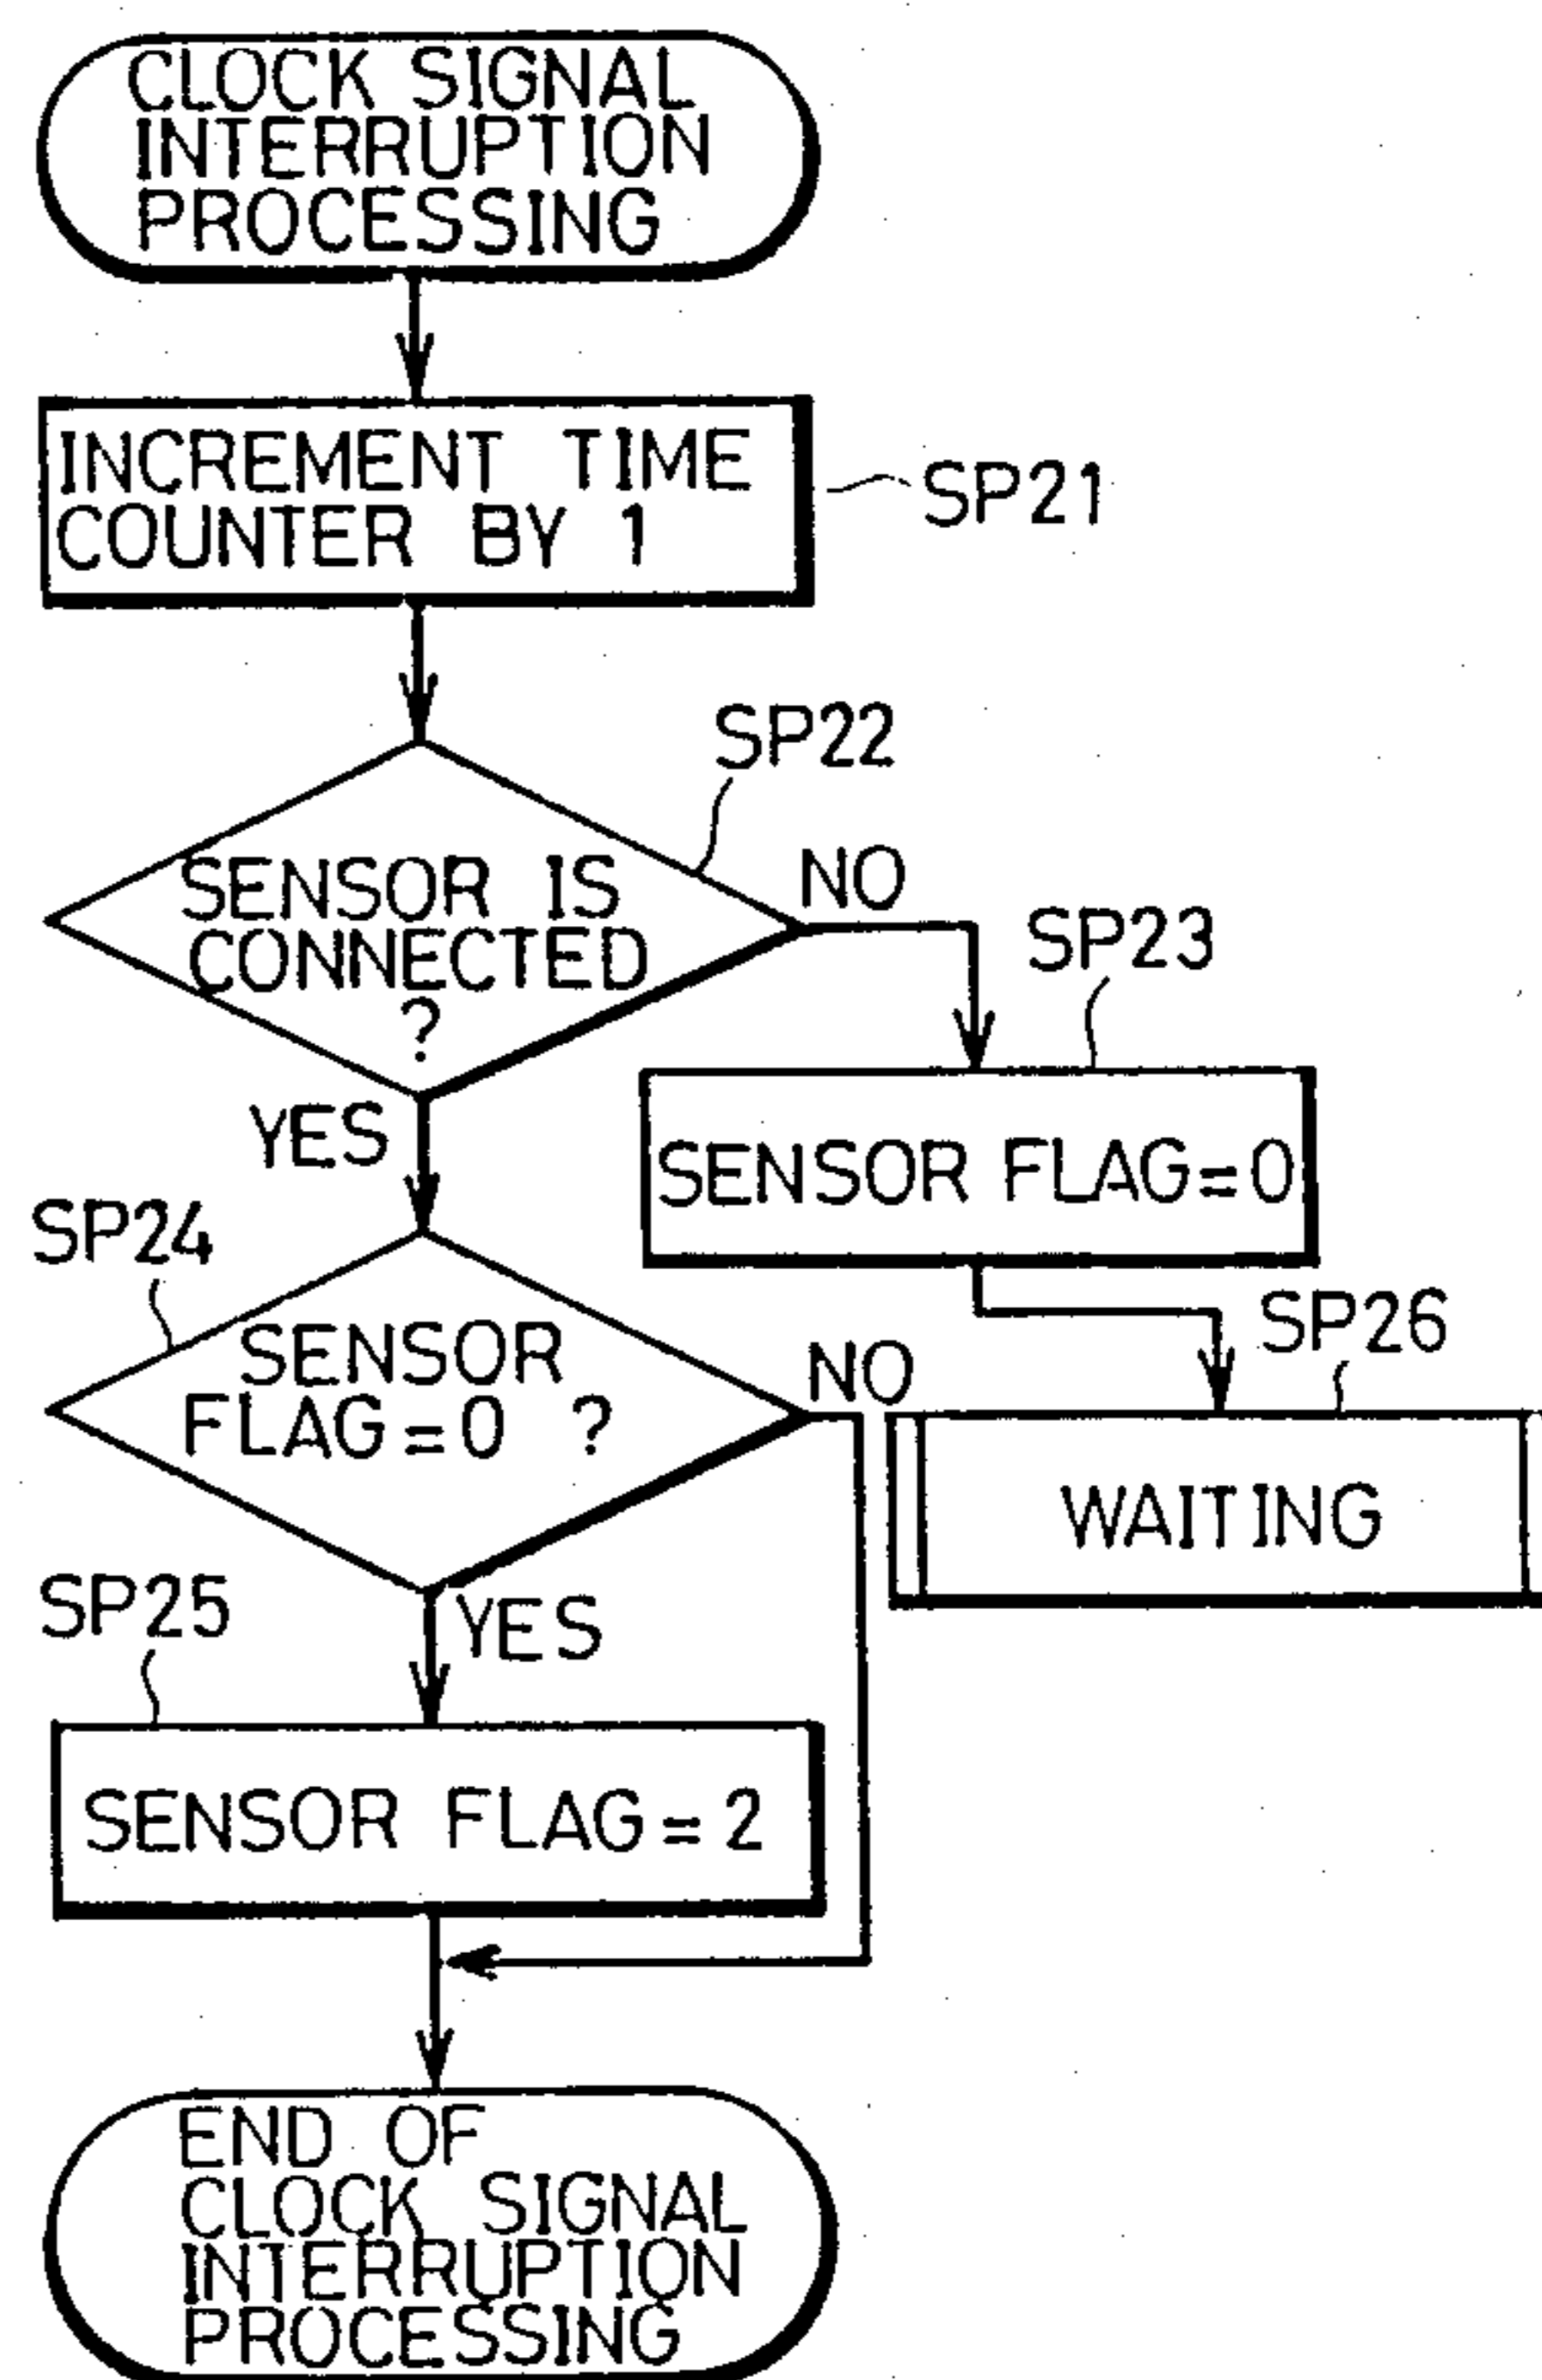 CLOCK SIGNAL
INTERRUPTION
PROCESSING
INCREMENT TIME
COUNTER BY 1
SP21
SP22
SENSOR IS
CONNECTED
?
NO
SP23
YES
SENSOR FLAG=0
SP24
SENSOR
FLAG=0 ?
NO
SP26
WAITING
SP25
YES
SENSOR FLAG=2
END OF
CLOCK SIGNAL
INTERRUPTION
PROCESSING